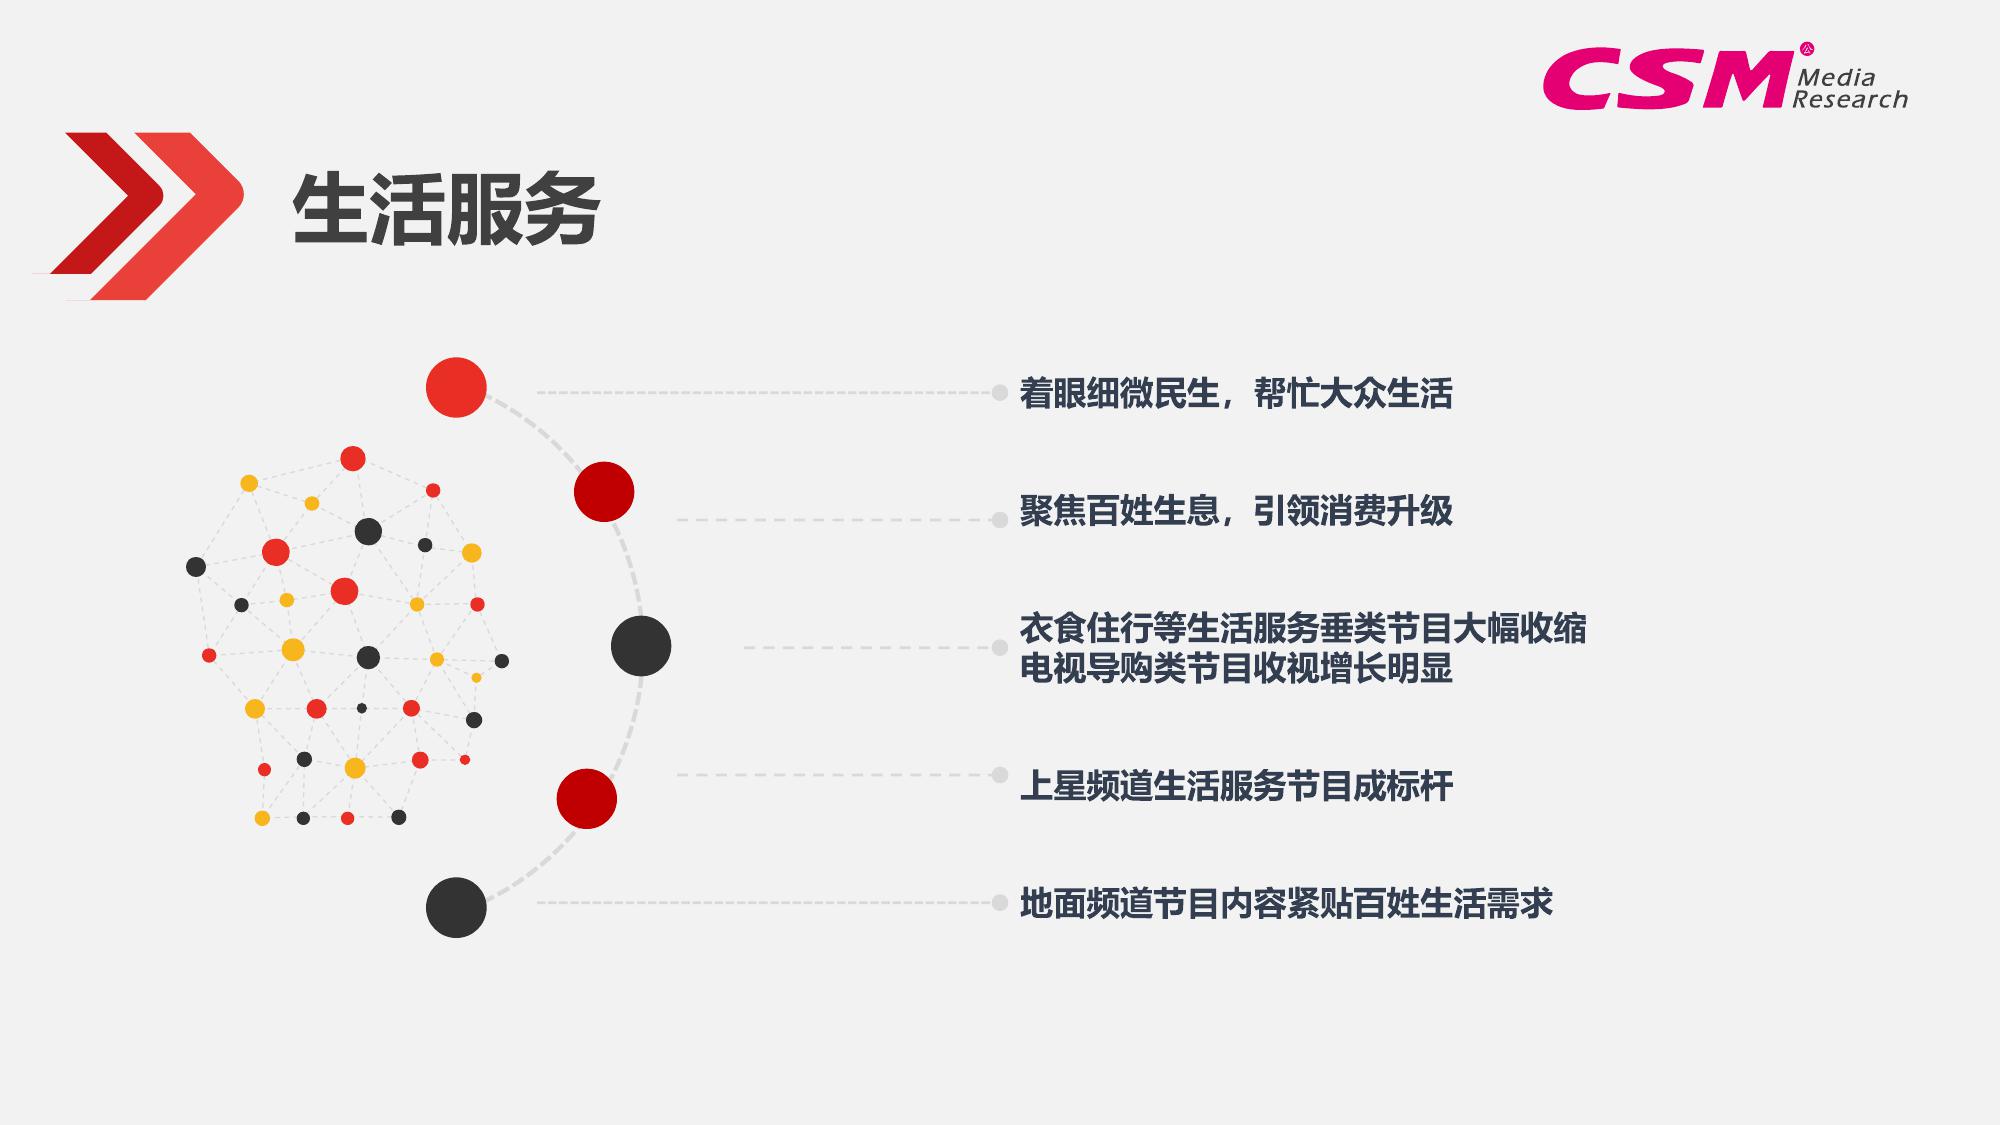 CSM
Media
Research
生活服务
着眼细微民生，帮忙大众生活
聚焦百姓生息，引领消费升级
衣食住行等生活服务垂类节目大幅收缩
电视导购类节目收视增长明显
上星频道生活服务节目成标杆
地面频道节目内容紧贴百姓生活需求